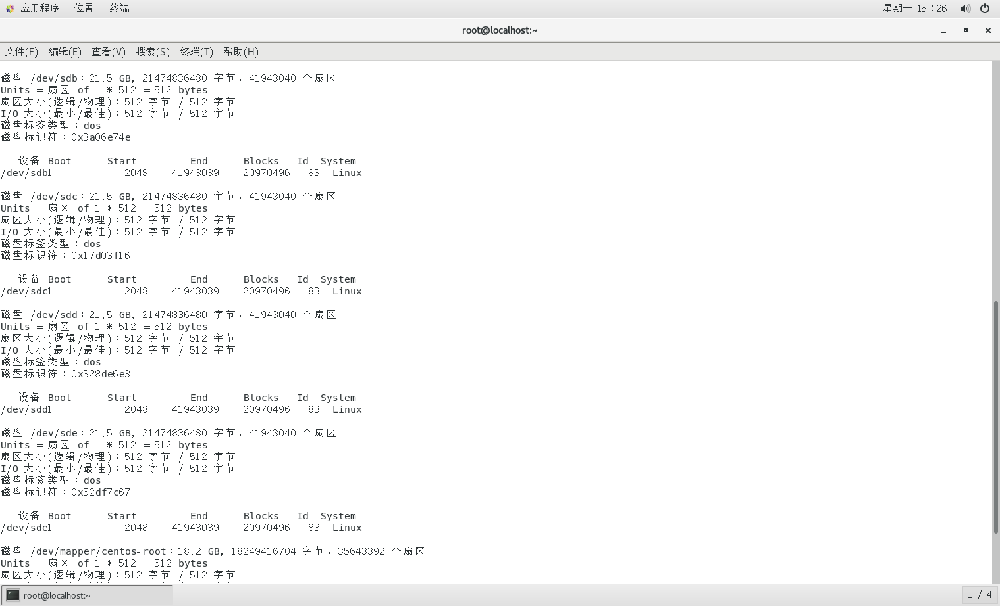 应用程序 位置 终端 星期一 15：26
root@localhost:~
文件(F) 编辑(E) 查看(V) 搜索(S) 终端(T) 帮助(H)
磁盘 /dev/sdb：21.5 GB, 21474836480 字节，41943040 个扇区
Units = 扇区 of 1 * 512 = 512 bytes
扇区大小(逻辑/物理)：512 字节 / 512 字节
I/O 大小(最小/最佳)：512 字节 / 512 字节
磁盘标签类型：dos
磁盘标识符：0x3a06e74e
设备 Boot Start End Blocks Id System
/dev/sdb1 2048 41943039 20970496 83 Linux
磁盘 /dev/sdc：21.5 GB, 21474836480 字节，41943040 个扇区
Units = 扇区 of 1 * 512 = 512 bytes
扇区大小(逻辑/物理)：512 字节 / 512 字节
I/O 大小(最小/最佳)：512 字节 / 512 字节
磁盘标签类型：dos
磁盘标识符：0x17d03f16
设备 Boot Start End Blocks Id System
/dev/sdc1 2048 41943039 20970496 83 Linux
磁盘 /dev/sdd：21.5 GB, 21474836480 字节，41943040 个扇区
Units = 扇区 of 1 * 512 = 512 bytes
扇区大小(逻辑/物理)：512 字节 / 512 字节
I/O 大小(最小/最佳)：512 字节 / 512 字节
磁盘标签类型：dos
磁盘标识符：0x328de6e3
设备 Boot Start End Blocks Id System
/dev/sdd1 2048 41943039 20970496 83 Linux
磁盘 /dev/sde：21.5 GB, 21474836480 字节，41943040 个扇区
Units = 扇区 of 1 * 512 = 512 bytes
扇区大小(逻辑/物理)：512 字节 / 512 字节
I/O 大小(最小/最佳)：512 字节 / 512 字节
磁盘标签类型：dos
磁盘标识符：0x52df7c67
设备 Boot Start End Blocks Id System
/dev/sde1 2048 41943039 20970496 83 Linux
磁盘 /dev/mapper/centos-root：18.2 GB, 18249416704 字节，35643392 个扇区
Units = 扇区 of 1 * 512 = 512 bytes
扇区大小(逻辑/物理)：512 字节 / 512 字节
root@localhost:~ 1 / 4